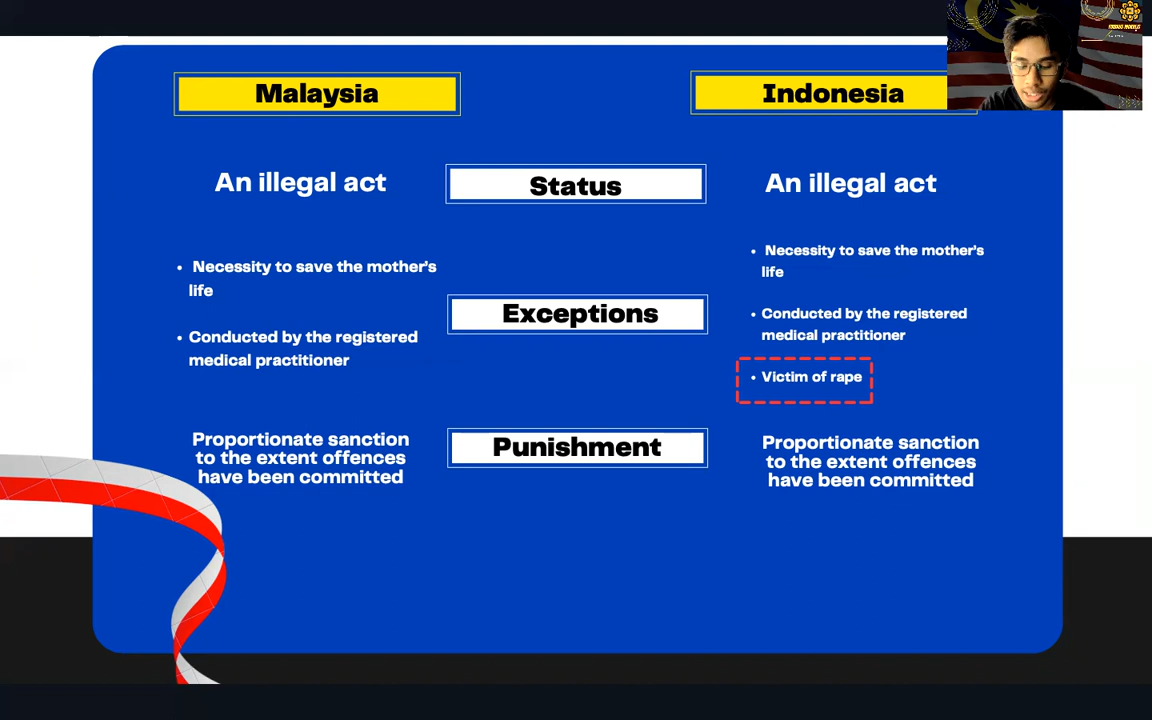 Malaysia
Indonesia
An illegal act
Status
An illegal act
• Necessity to save the mother's
life
• Conducted by the registered
medical practitioner
Exceptions
• Necessity to save the mother's
life
• Conducted by the registered
medical practitioner
• Victim of rape
Proportionate sanction
to the extent offences
have been committed
Punishment
Proportionate sanction
to the extent offences
have been committed